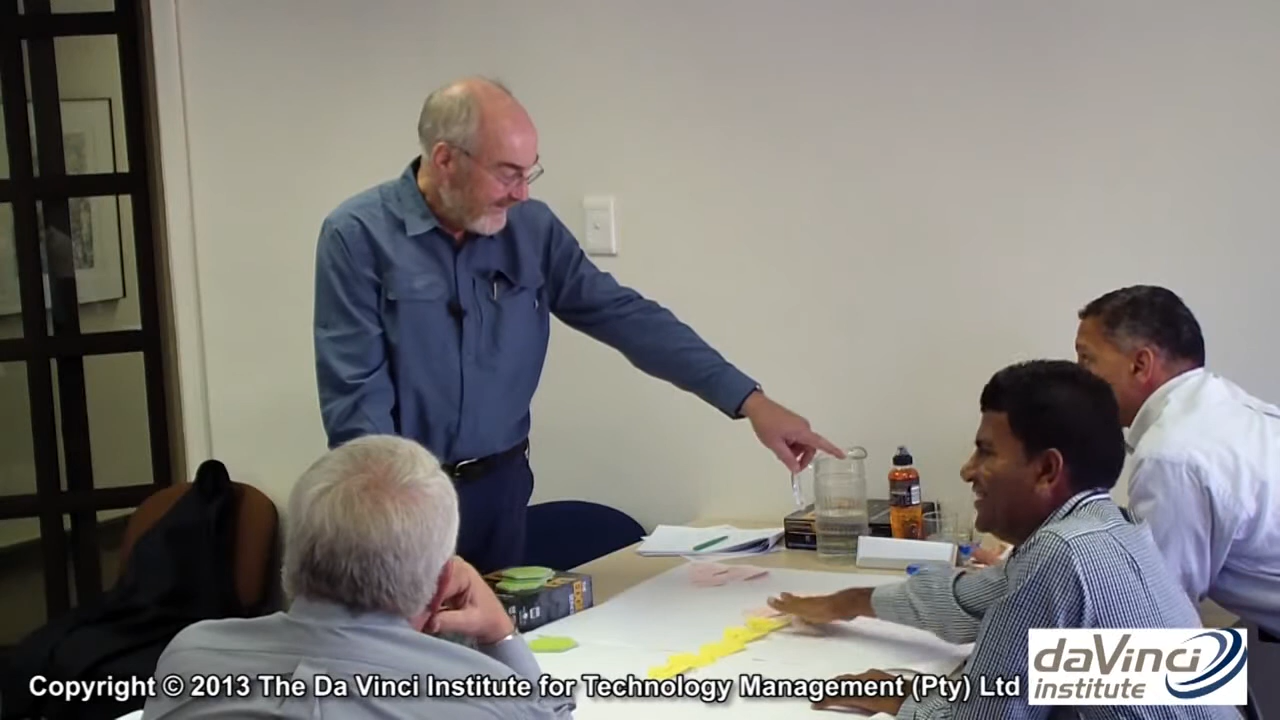 Copyright © 2013 The Da Vinci Institute for Technology Management (Pty) Ltd
daVinci
institute